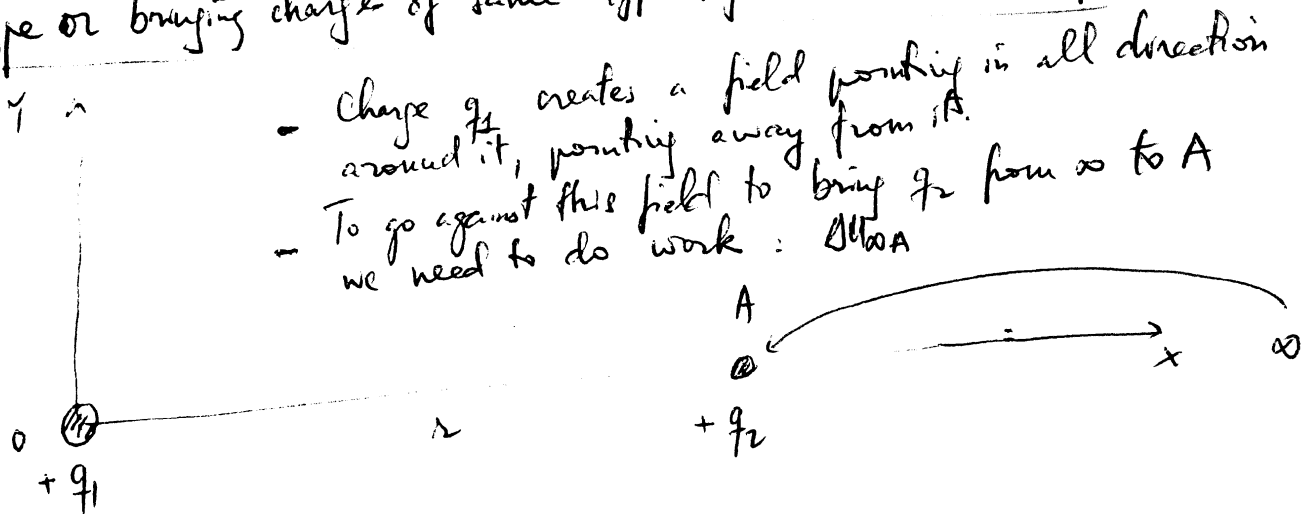 pe or bringing charge of same
- Charge q1 creates a field pointing in all direction
around it, pointing away from it.
- To go against this field to bring q2 from ∞ to A
we need to do work : ΔU∞A
Y
A
x
∞
0
r
+ q1
+ q2